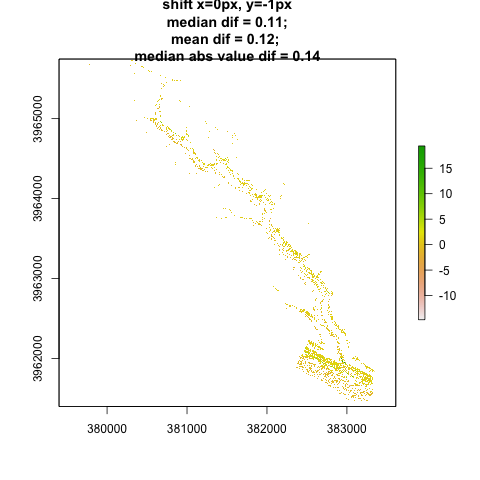 shift x=0px, y=-1px
median dif = 0.11;
mean dif = 0.12;
median abs value dif = 0.14
3965000
3964000
3963000
3962000
380000 381000 382000 383000
15
10
5
0
-5
-10